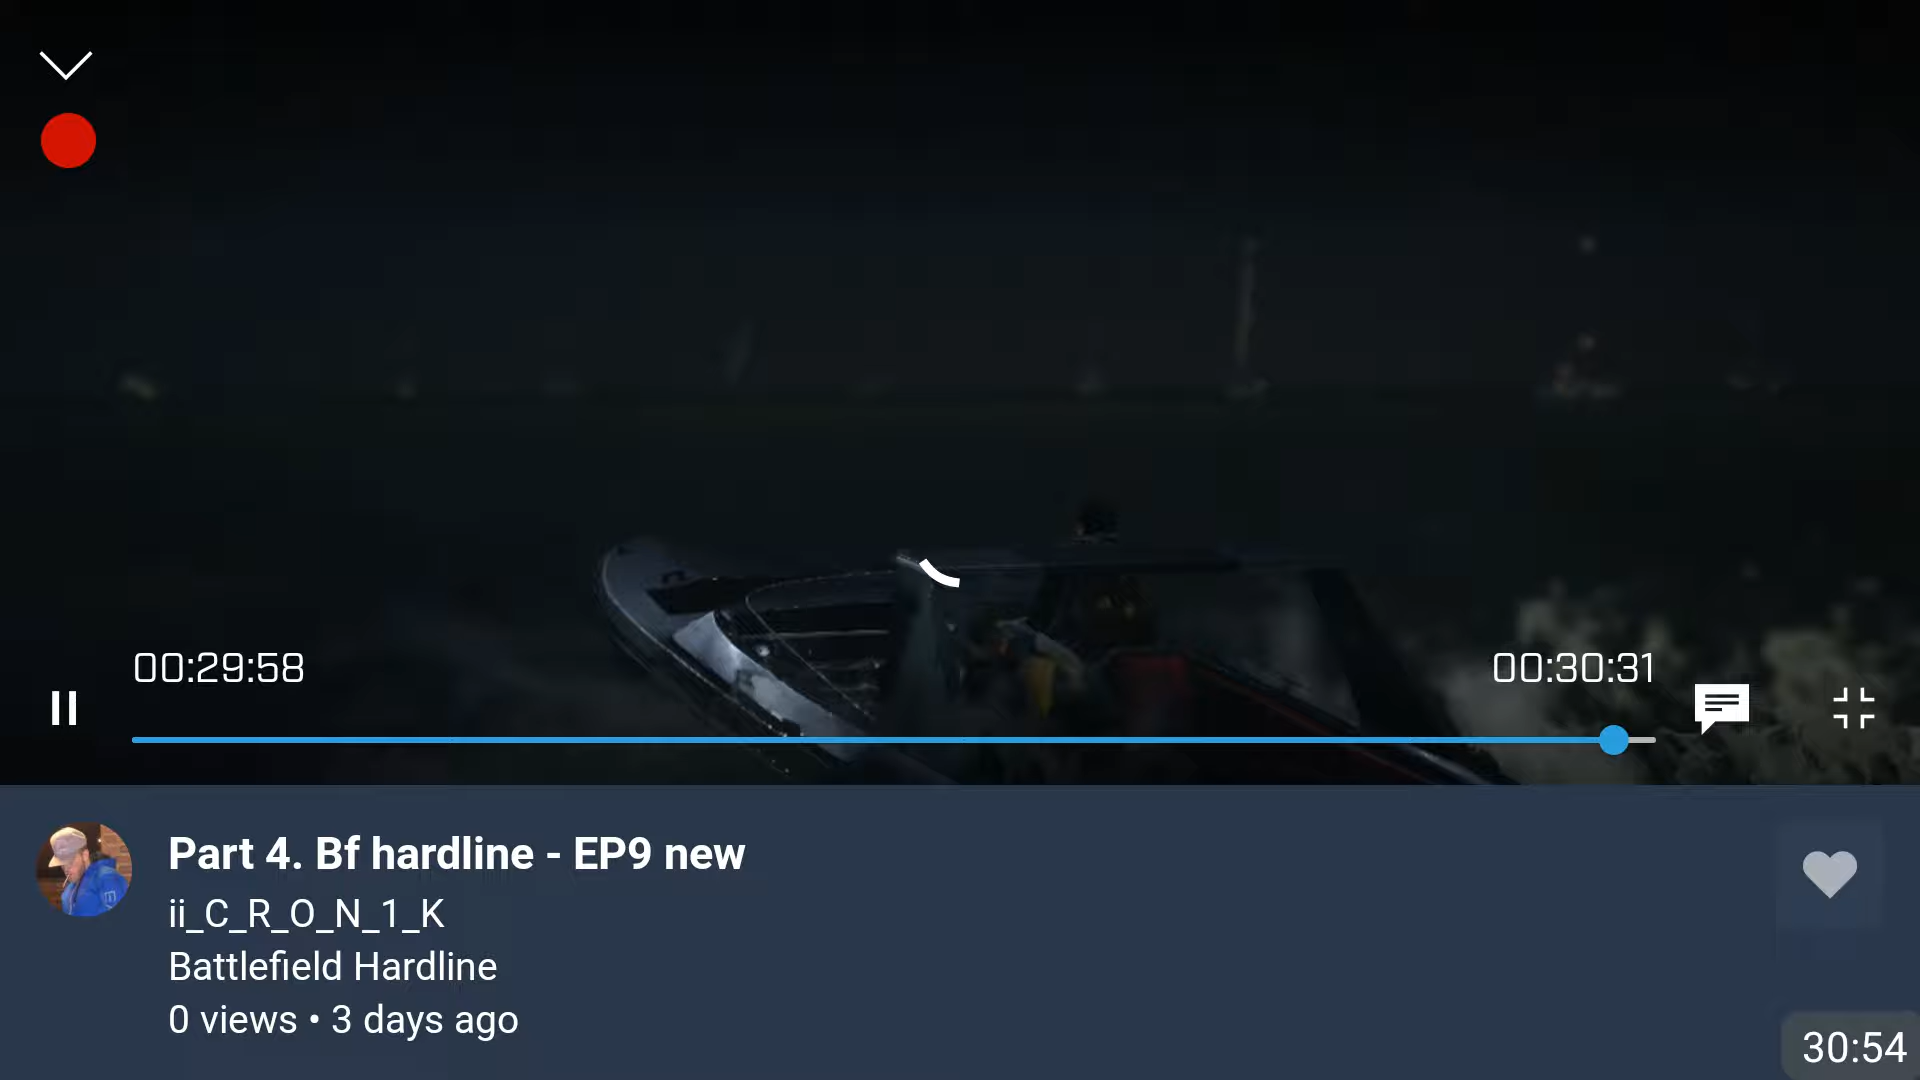 00:29:58
00:30:31
Part 4. Bf hardline - EP9 new
ii_C_R_O_N_1_K
Battlefield Hardline
0 views • 3 days ago
30:54